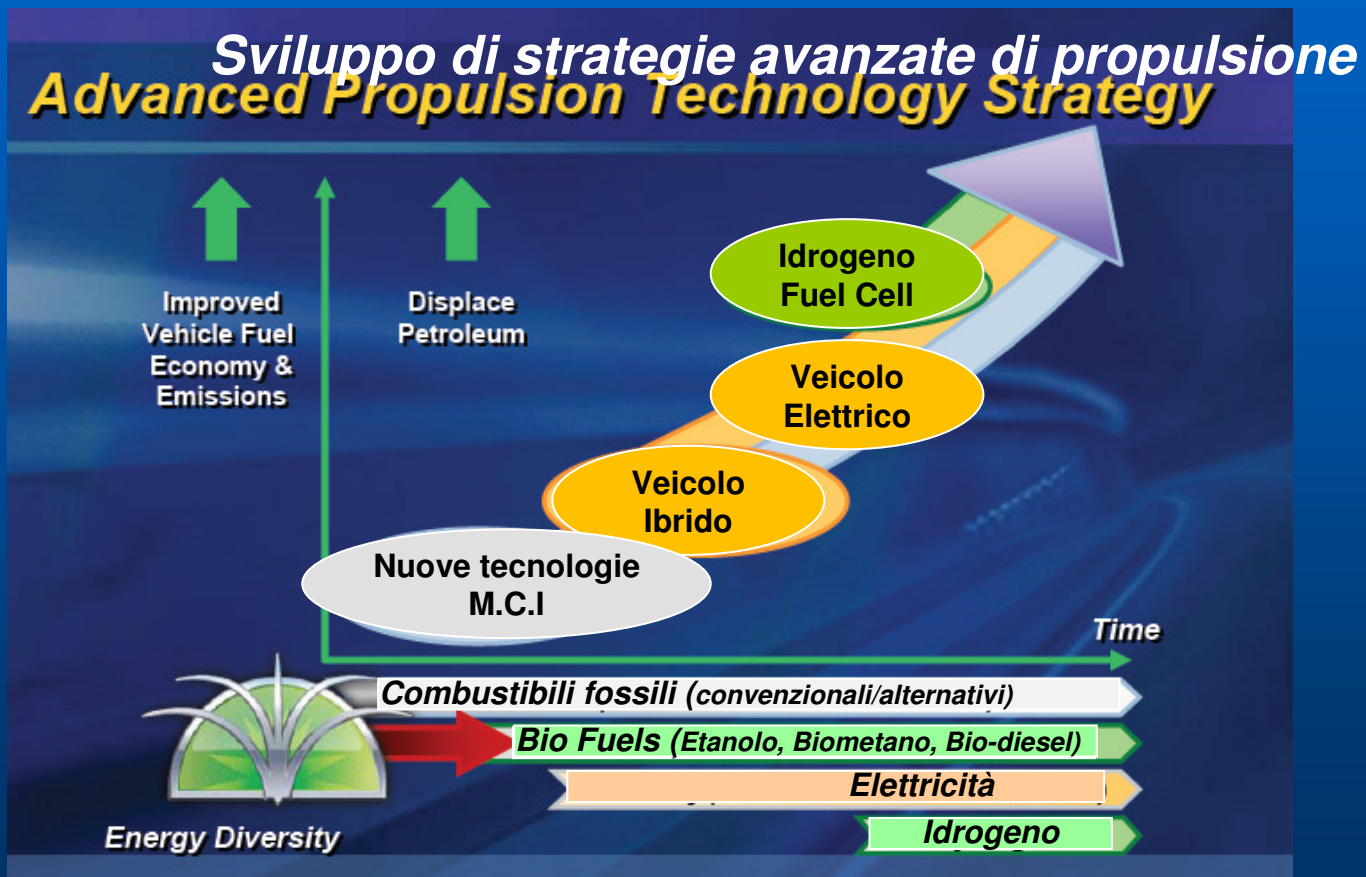 Sviluppo di strategie avanzate di propulsione
Advanced Propulsion Technology Strategy
Improved
Vehicle Fuel
Economy &
Emissions
Displace
Petroleum
Idrogeno
Fuel Cell
Veicolo
Elettrico
Veicolo
Ibrido
Nuove tecnologie
M.C.I
Time
Combustibili fossili (convenzionali/alternativi)
Bio Fuels (Etanolo, Biometano, Bio-diesel)
Elettricità
Idrogeno
Energy Diversity